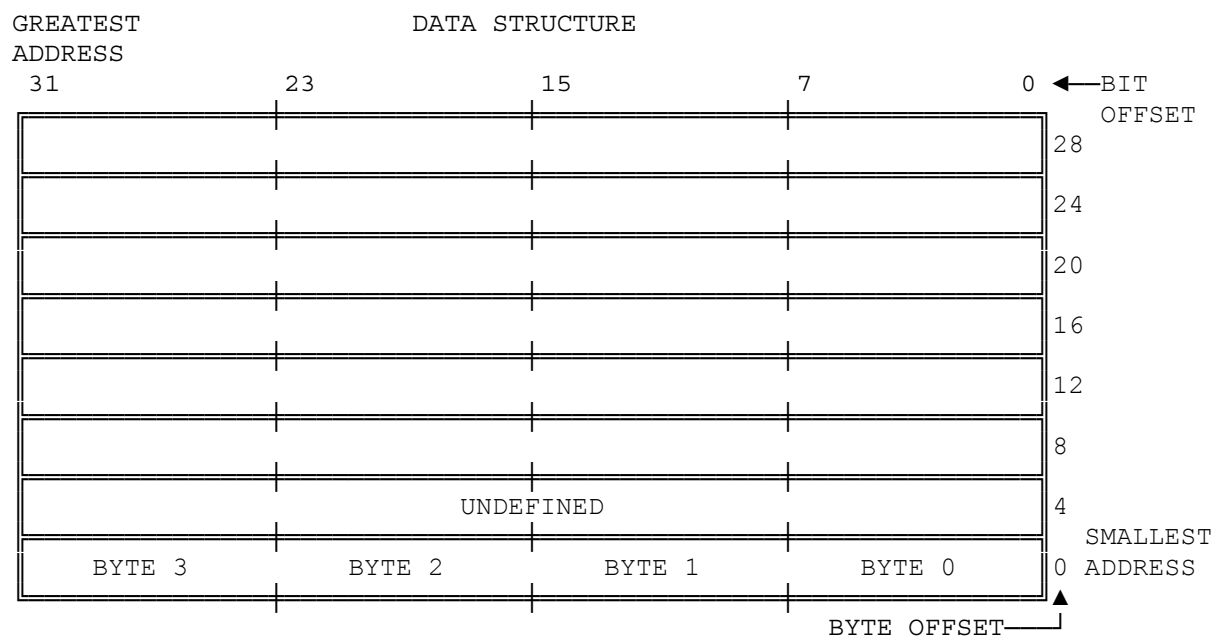 GREATEST DATA STRUCTURE
ADDRESS
31 23 15 7 0 ◄──BIT
OFFSET
28
24
20
16
12
8
UNDEFINED 4
SMALLEST
BYTE 3 BYTE 2 BYTE 1 BYTE 0 0 ADDRESS
BYTE OFFSET